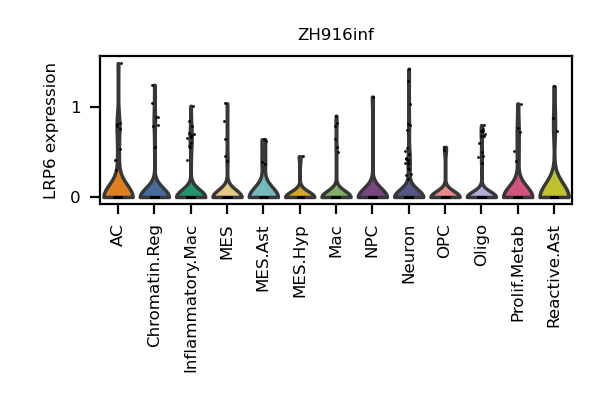 ZH916inf
LRP6 expression
1
0
AC
Chromatin.Reg
Inflammatory.Mac
MES
MES.Ast
MES.Hyp
Mac
NPC
Neuron
OPC
Oligo
Prolif.Metab
Reactive.Ast